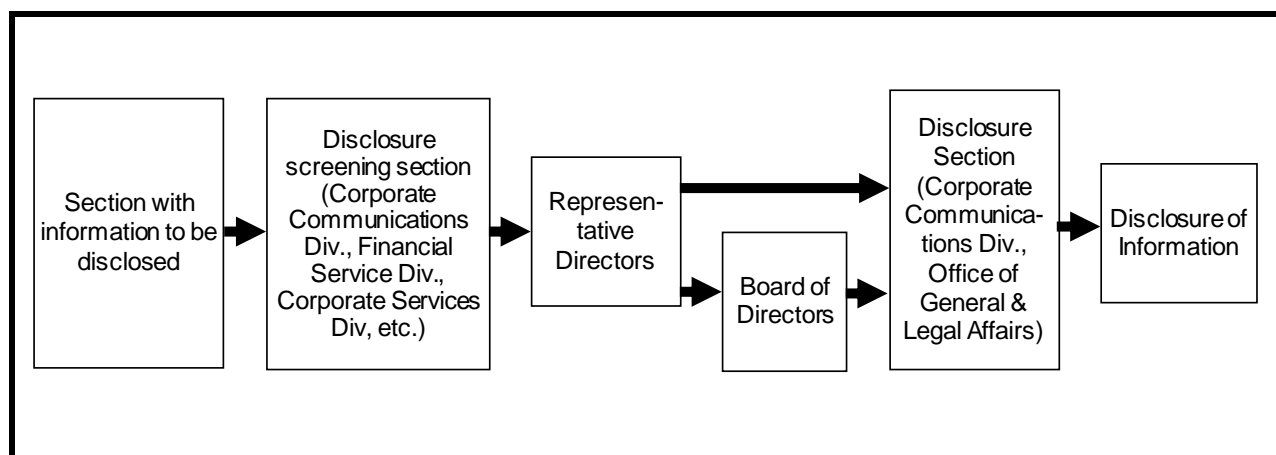 Section with
information to be
disclosed
Disclosure
screening section
(Corporate
Communications
Div., Financial
Service Div.,
Corporate Services
Div, etc.)
Represen-
tative
Directors
Board of
Directors
Disclosure
Section
(Corporate
Communica-
tions Div.,
Office of
General &
Legal Affairs)
Disclosure of
Information